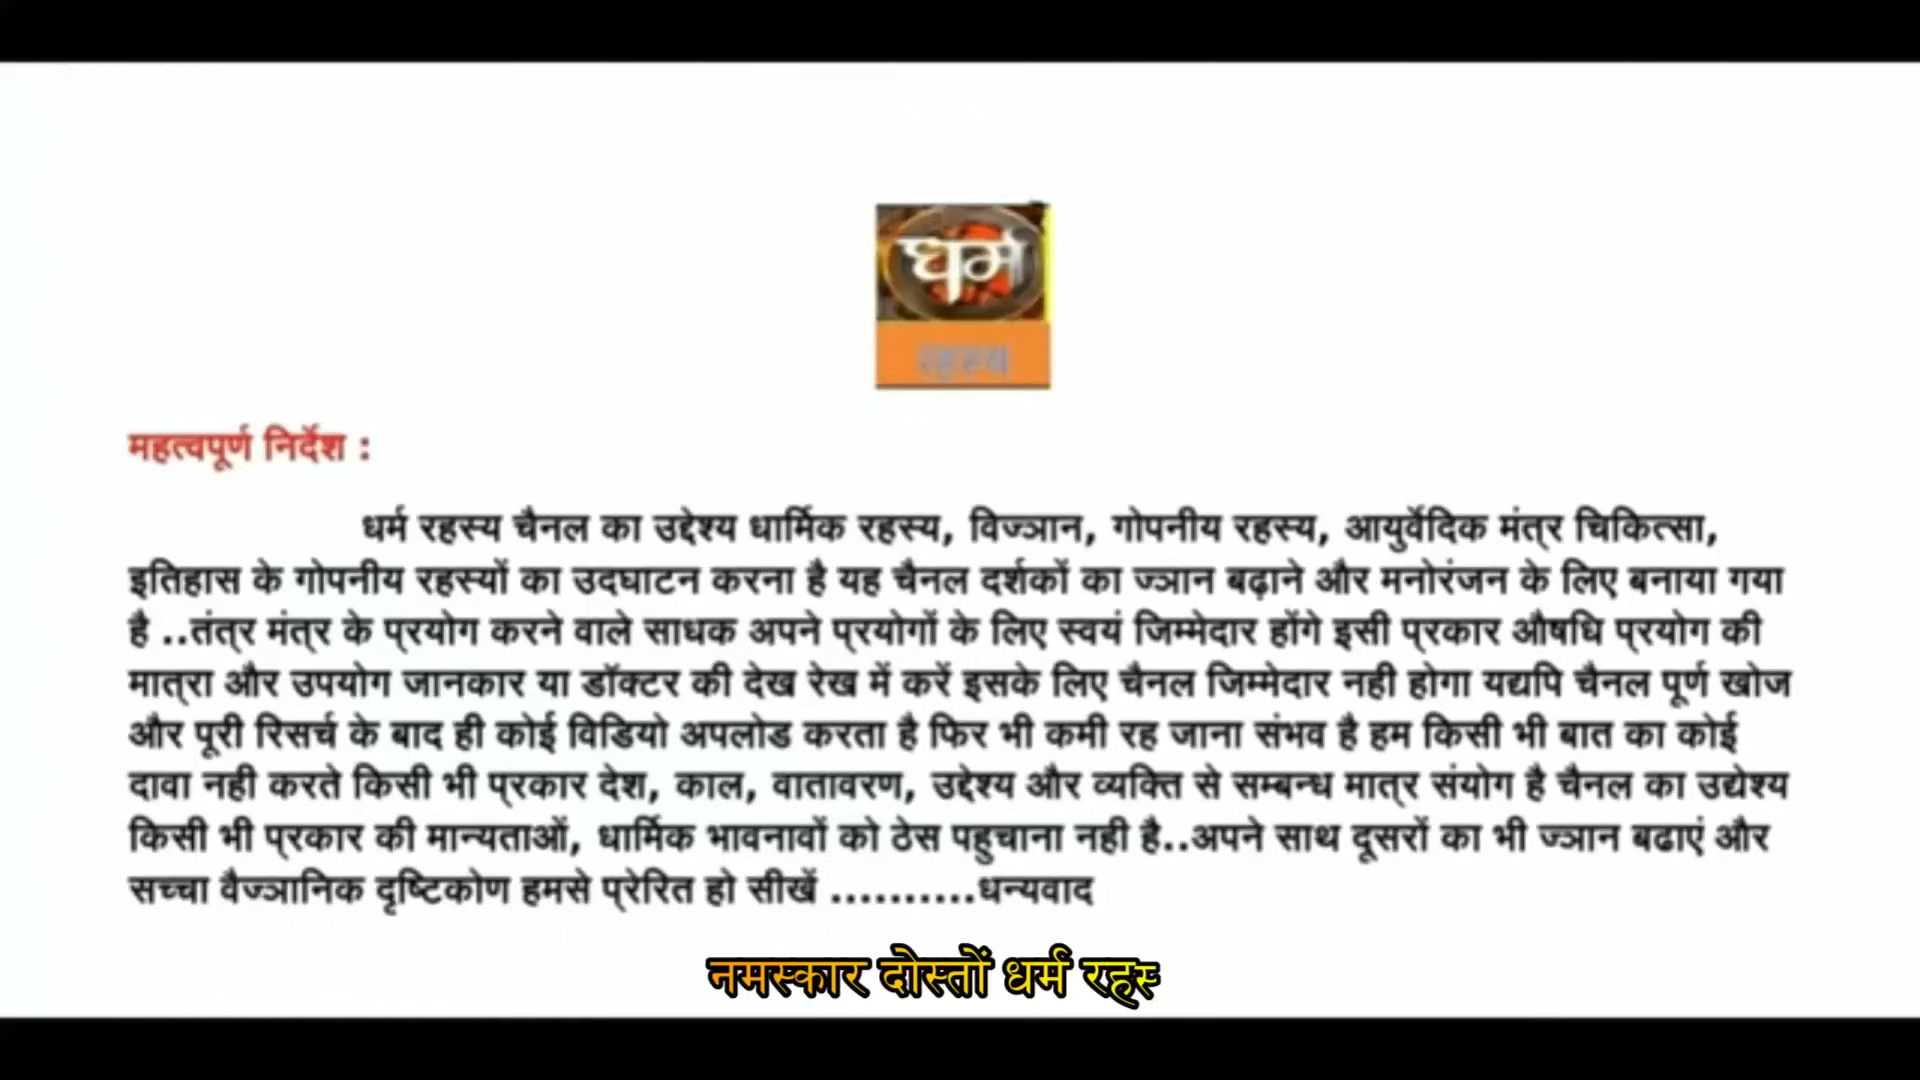 धर्म
रहस्य
महत्वपूर्ण निर्देश :
धर्म रहस्य चैनल का उद्देश्य धार्मिक रहस्य, विज्ञान, गोपनीय रहस्य, आयुर्वेदिक मंत्र चिकित्सा,
इतिहास के गोपनीय रहस्यों का उदघाटन करना है यह चैनल दर्शकों का ज्ञान बढ़ाने और मनोरंजन के लिए बनाया गया
है ..तंत्र मंत्र के प्रयोग करने वाले साधक अपने प्रयोगों के लिए स्वयं जिम्मेदार होंगे इसी प्रकार औषधि प्रयोग की
मात्रा और उपयोग जानकार या डॉक्टर की देख रेख में करें इसके लिए चैनल जिम्मेदार नही होगा यद्यपि चैनल पूर्ण खोज
और पूरी रिसर्च के बाद ही कोई विडियो अपलोड करता है फिर भी कमी रह जाना संभव है हम किसी भी बात का कोई
दावा नही करते किसी भी प्रकार देश, काल, वातावरण, उद्देश्य और व्यक्ति से सम्बन्ध मात्र संयोग है चैनल का उद्येश्य
किसी भी प्रकार की मान्यताओं, धार्मिक भावनावों को ठेस पहुचाना नही है..अपने साथ दूसरों का भी ज्ञान बढाएं और
सच्चा वैज्ञानिक दृष्टिकोण हमसे प्रेरित हो सीखें ..........धन्यवाद
नमस्कार दोस्तों धर्म रहस्